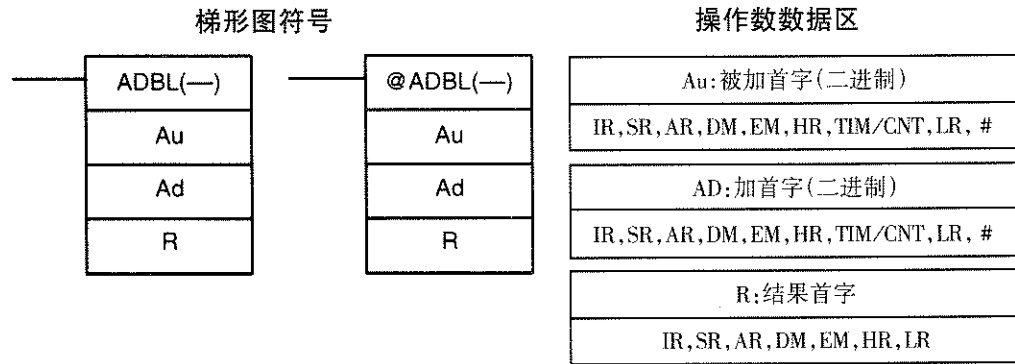 梯形图符号
ADBL(—)
Au
Ad
R
@ADBL(—)
Au
Ad
R
操作数数据区
Au:被加首字(二进制)
IR,SR,AR,DM,EM,HR,TIM/CNT,LR, #
AD:加首字(二进制)
IR,SR,AR,DM,EM,HR,TIM/CNT,LR, #
R:结果首字
IR,SR,AR,DM,EM,HR,LR